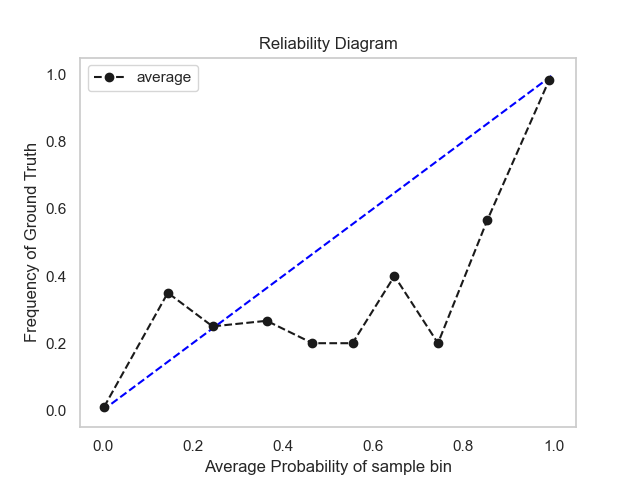 Reliability Diagram
average
Frequency of Ground Truth
1.0
0.8
0.6
0.4
0.2
0.0
0.0 0.2 0.4 0.6 0.8 1.0
Average Probability of sample bin